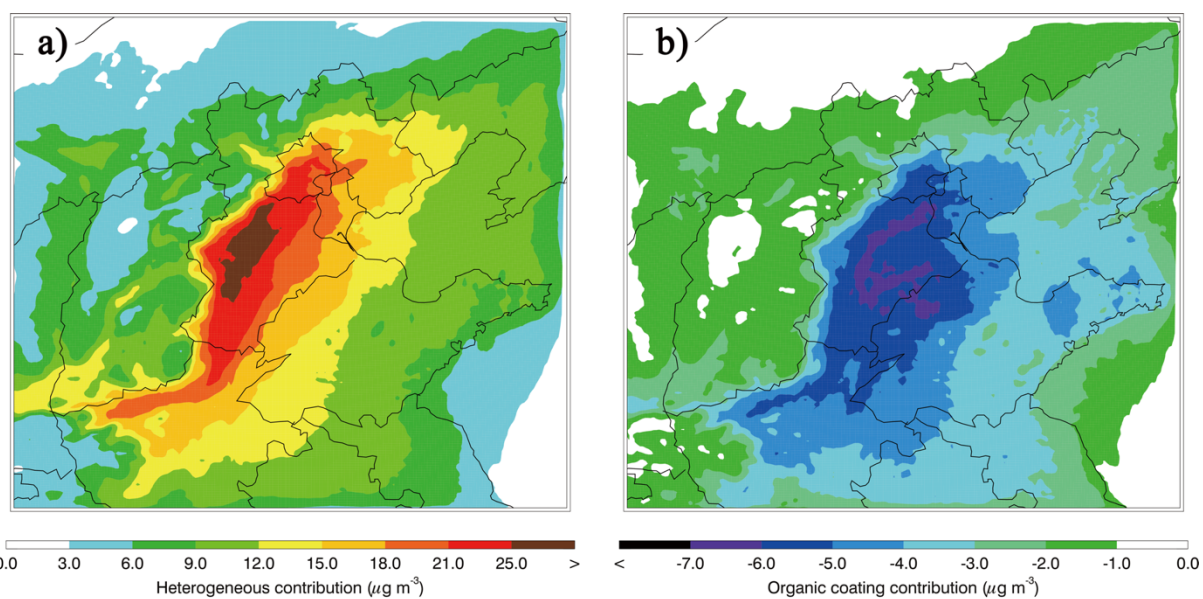 a)
b)
0.0 3.0 6.0 9.0 12.0 15.0 18.0 21.0 25.0 >
Heterogeneous contribution (μg m-3)
< -7.0 -6.0 -5.0 -4.0 -3.0 -2.0 -1.0 0.0
Organic coating contribution (μg m-3)